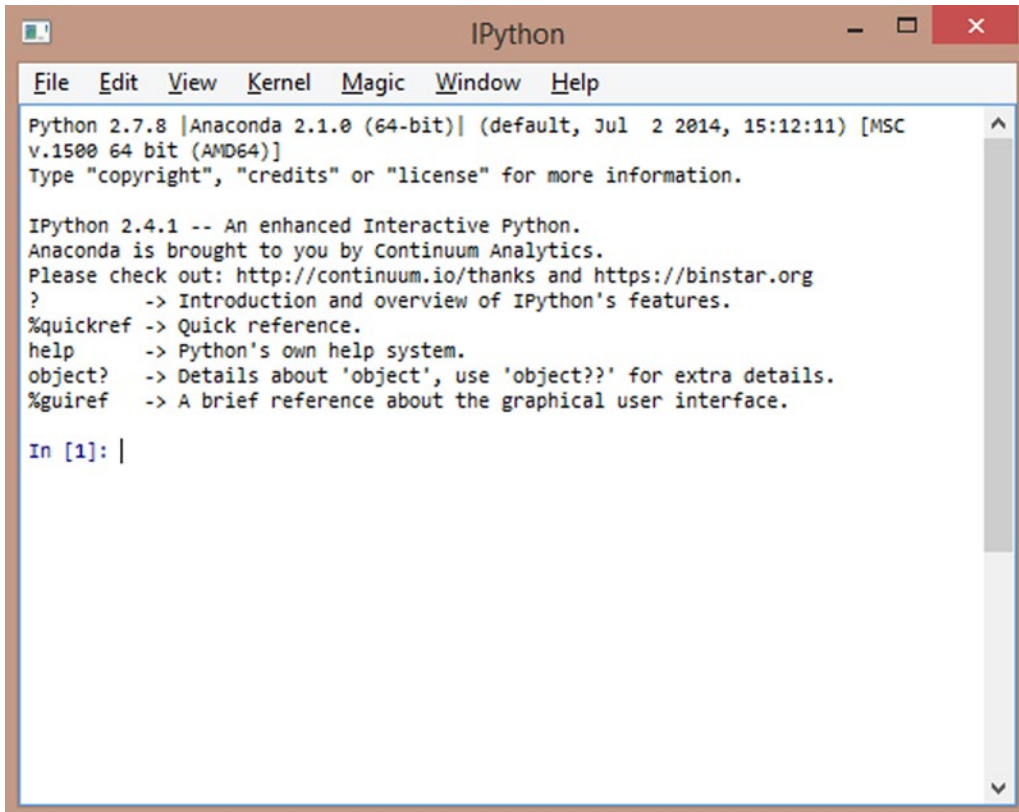 IPython
File Edit View Kernel Magic Window Help
Python 2.7.8 |Anaconda 2.1.0 (64-bit)| (default, Jul  2 2014, 15:12:11) [MSC
v.1500 64 bit (AMD64)]
Type "copyright", "credits" or "license" for more information.
IPython 2.4.1 -- An enhanced Interactive Python.
Anaconda is brought to you by Continuum Analytics.
Please check out: http://continuum.io/thanks and https://binstar.org
?         -> Introduction and overview of IPython's features.
%quickref -> Quick reference.
help      -> Python's own help system.
object?   -> Details about 'object', use 'object??' for extra details.
%guiref   -> A brief reference about the graphical user interface.
In [1]: